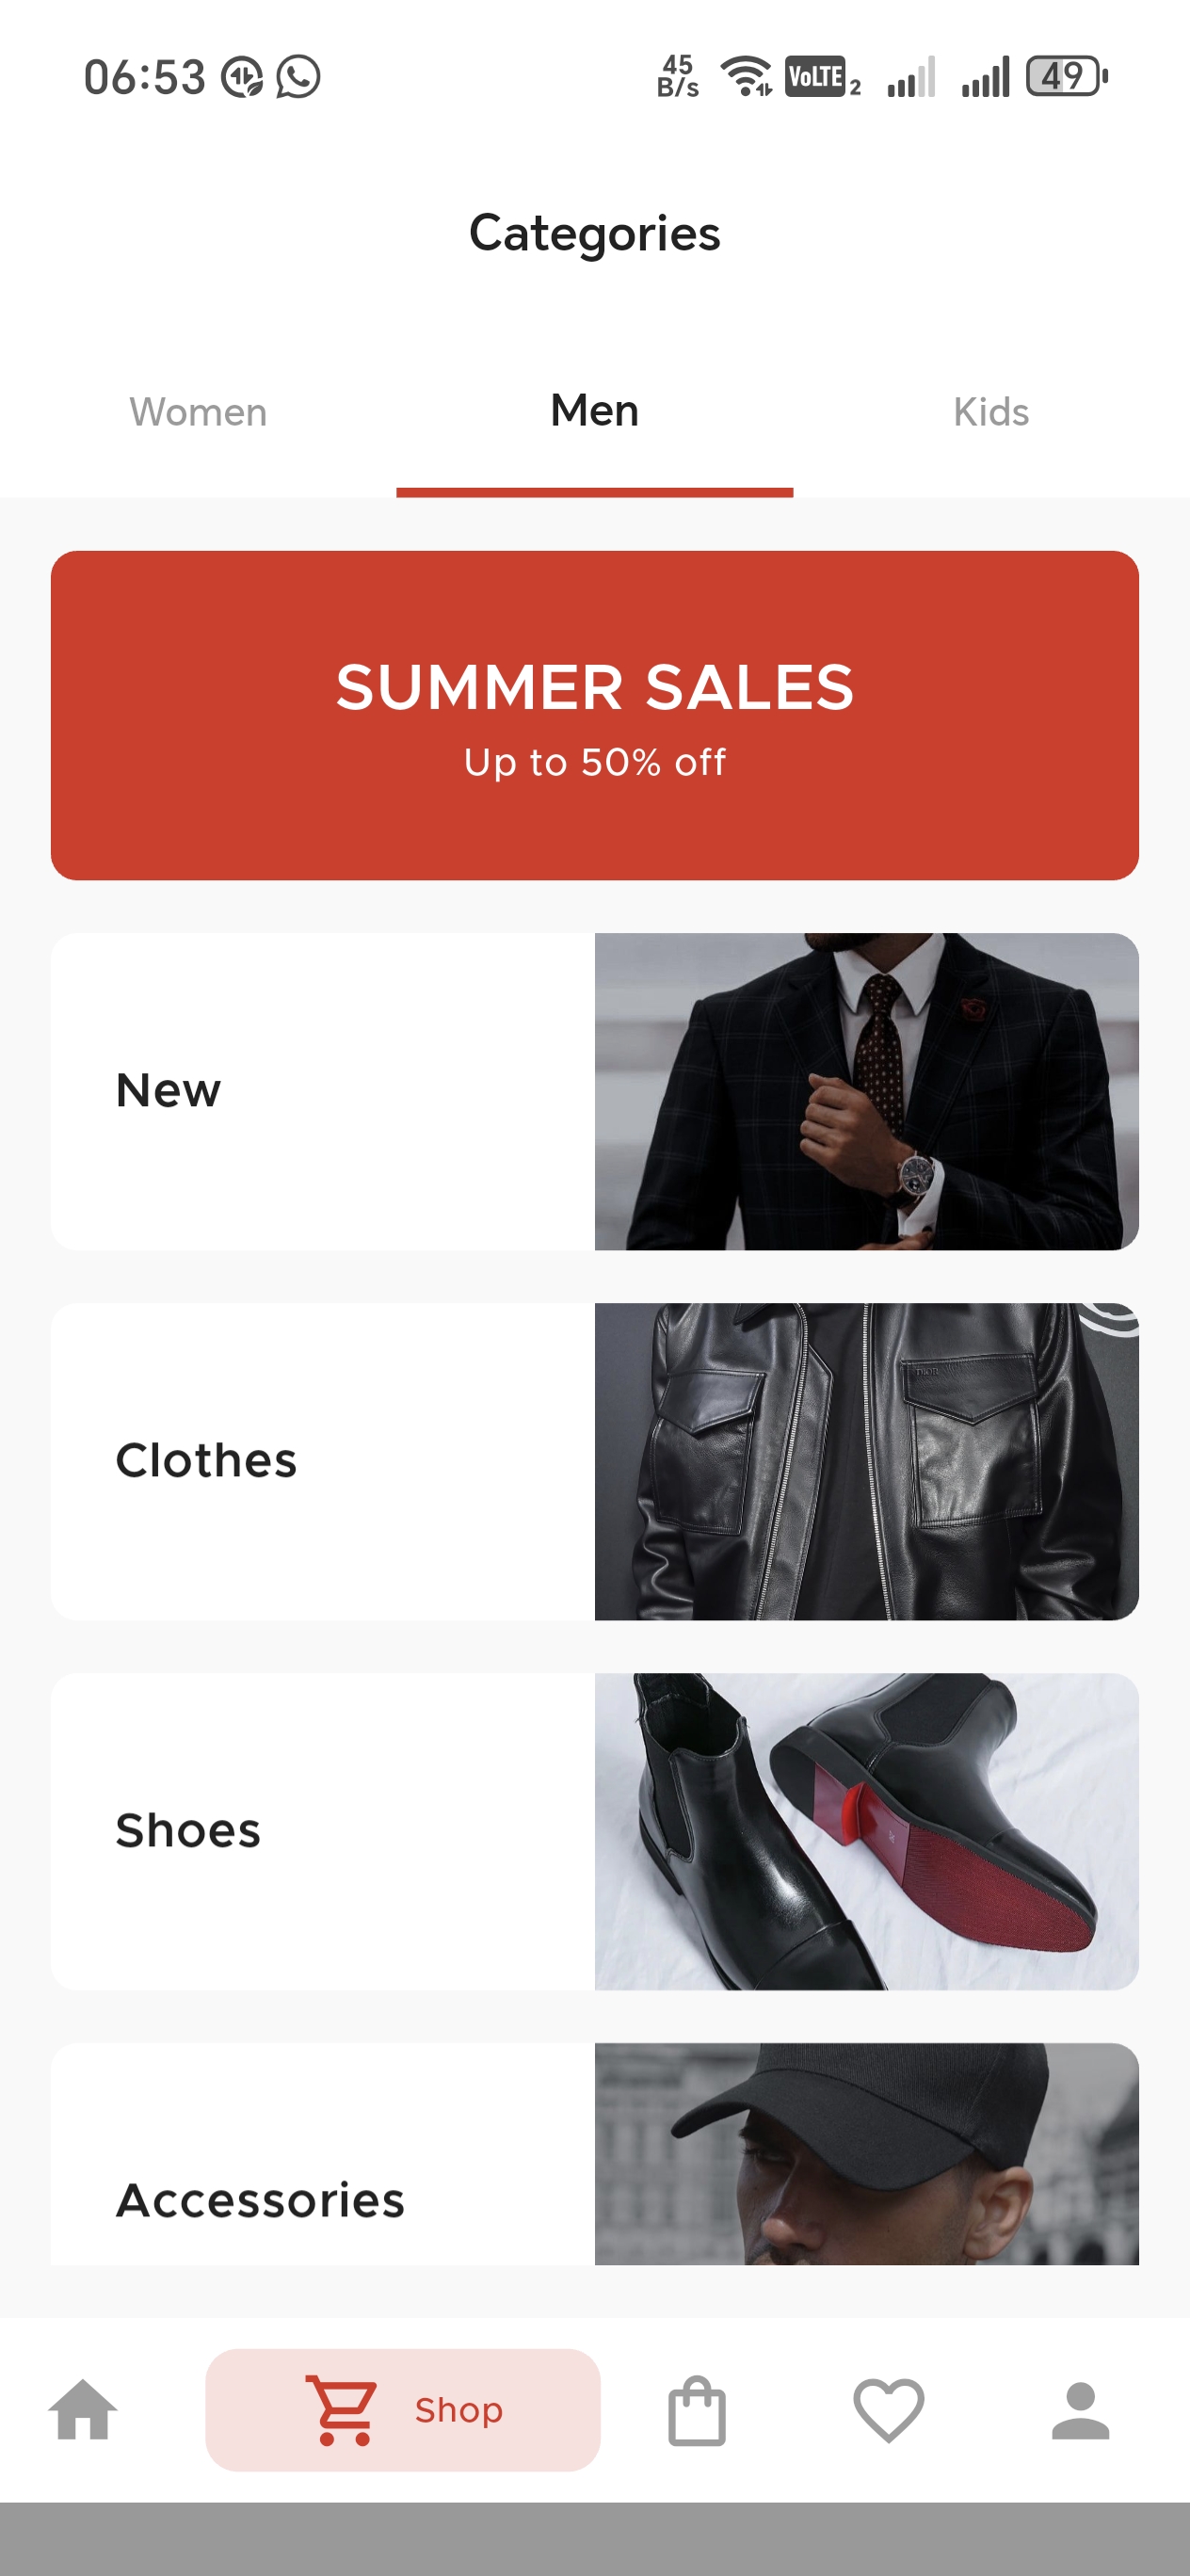 06:53 45 B/s VoLTE 2 49
Categories
Women Men Kids
SUMMER SALES
Up to 50% off
New
Clothes
DIOR
Shoes
Accessories
Shop